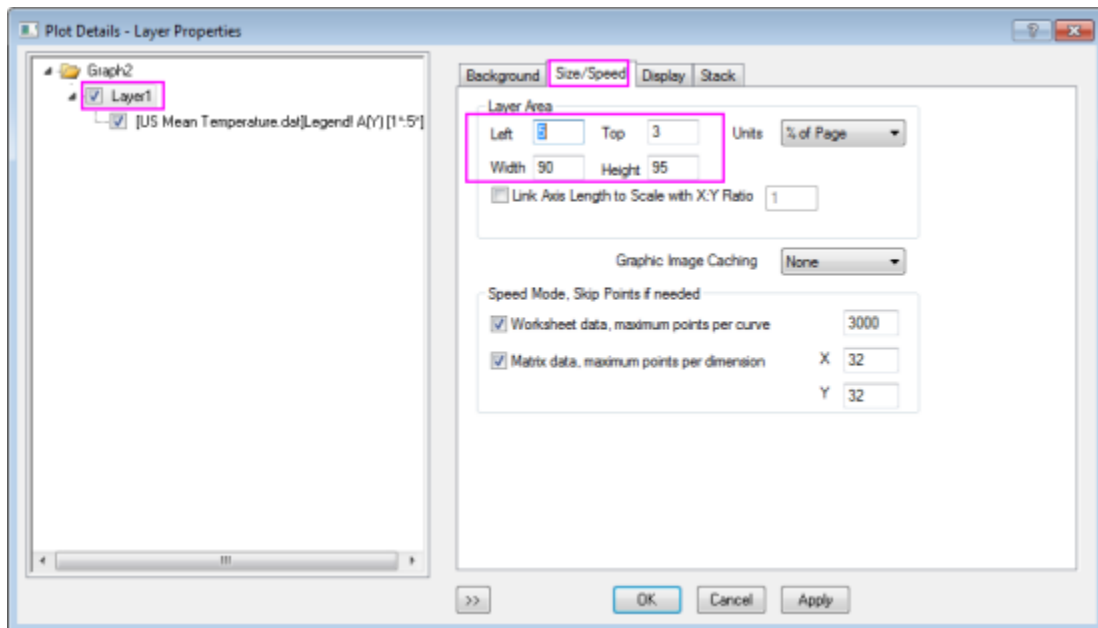 Plot Details - Layer Properties
Graph2
Layer1
[US Mean Temperature.dat]Legend! A(Y) [1*:5*]
Background Size/Speed Display Stack
Layer Area
Left 5 Top 3 Units % of Page
Width 90 Height 95
Link Axis Length to Scale with X:Y Ratio 1
Graphic Image Caching None
Speed Mode, Skip Points if needed
Worksheet data, maximum points per curve 3000
Matrix data, maximum points per dimension X 32
Y 32
>> OK Cancel Apply